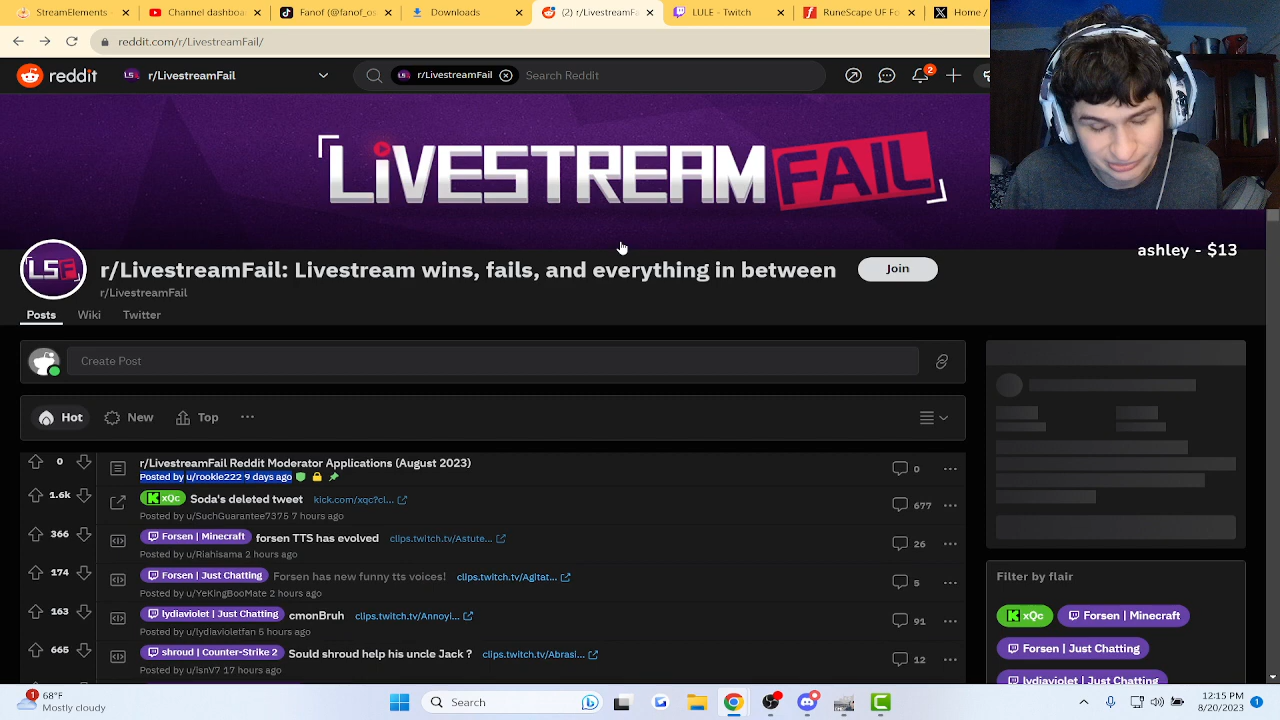 Streaming Documents -
Fanof (@fanof_os
Downloads
(2) r/LivestreamFa
LULE - Twitch
RuneScape UF Ho
Home /
reddit.com/r/LivestreamFail/
reddit
r/LivestreamFail
r/LivestreamFail
Search Reddit
2
LiVESTREAM FAIL
ashley - $13
LSF
r/LivestreamFail: Livestream wins, fails, and everything in between
Join
r/LivestreamFail
Posts Wiki Twitter
Create Post
Hot New Top ...
0
r/LivestreamFail Reddit Moderator Applications (August 2023)
Posted by u/rookie222 9 days ago
0
1.6k
xQc Soda's deleted tweet kick.com/xqc?cl...
Posted by u/SuchGuarantee7375 7 hours ago
677
366
Forsen | Minecraft forsen TTS has evolved clips.twitch.tv/Astute...
Posted by u/Riahisama 2 hours ago
26
174
Forsen | Just Chatting Forsen has new funny tts voices! clips.twitch.tv/Agitat...
Posted by u/YeKingBooMate 2 hours ago
5
163
lydiaviolet | Just Chatting cmonBruh clips.twitch.tv/Annoyi...
Posted by u/lydiavioletfan 5 hours ago
91
665
shroud | Counter-Strike 2 Sould shroud help his uncle Jack ? clips.twitch.tv/Abrasi...
Posted by u/isnV7 17 hours ago
12
Filter by flair
xQc
Forsen | Minecraft
Forsen | Just Chatting
lydiaviolet | Just Chatting
1
68°F
Mostly cloudy
Search
12:15 PM
8/20/2023
1